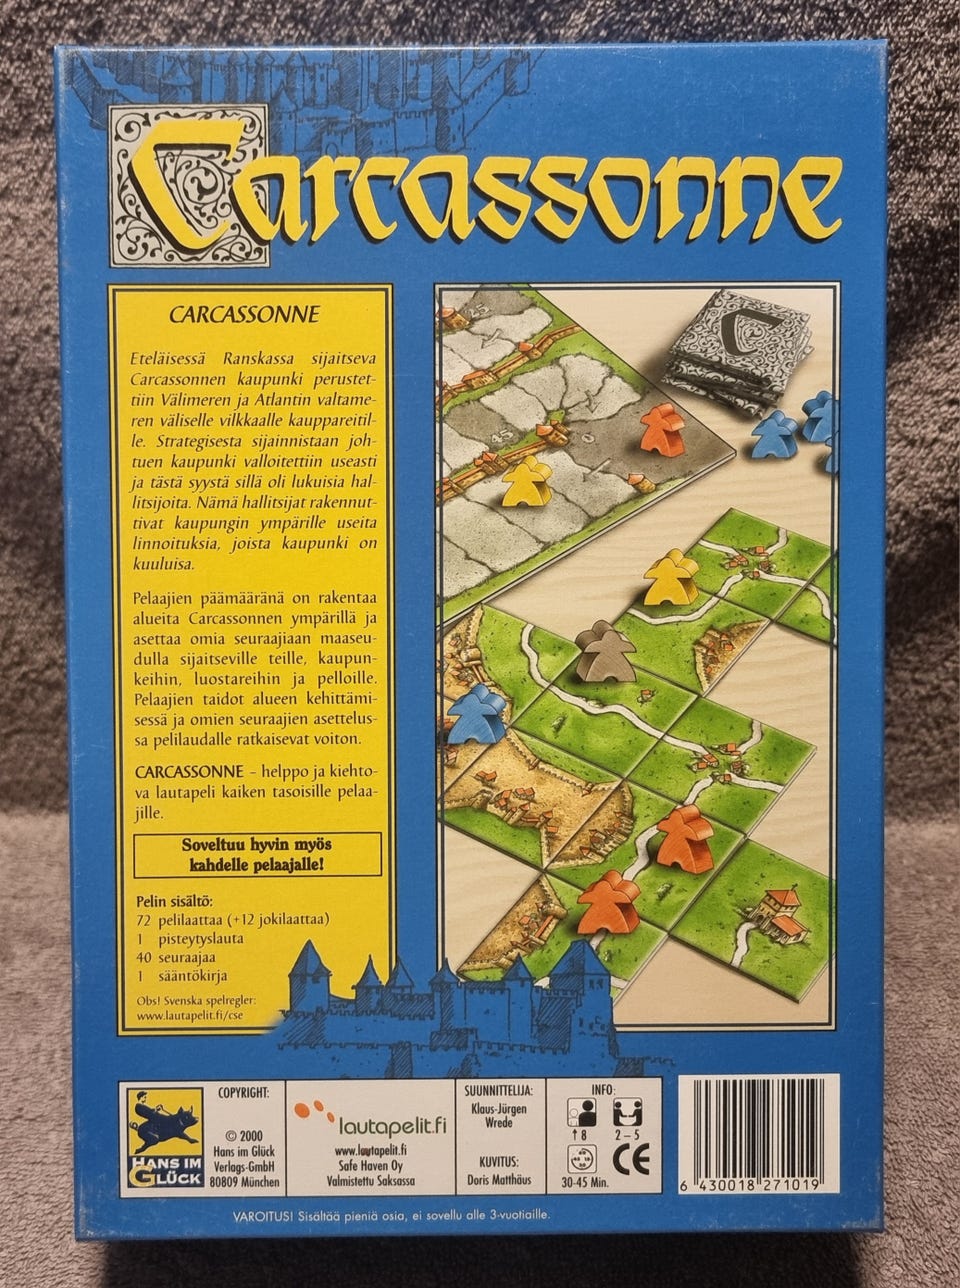 Carcassonne
CARCASSONNE
Eteläisessä Ranskassa sijaitseva
Carcassonnen kaupunki perustet-
tiin Välimeren ja Atlantin valtame-
ren väliselle vilkkaalle kauppareitil-
le. Strategisesta sijainnistaan joh-
tuen kaupunki valloitettiin useasti
ja tästä syystä sillä oli lukuisia hal-
litsijoita. Nämä hallitsijat rakennut-
tivat kaupungin ympärille useita
linnoituksia, joista kaupunki on
kuuluisa.
Pelaajien päämääränä on rakentaa
alueita Carcassonnen ympärillä ja
asettaa omia seuraajiaan maaseu-
dulla sijaitseville teille, kaupun-
keihin, luostareihin ja pelloille.
Pelaajien taidot alueen kehittämi-
sessä ja omien seuraajien asettelus-
sa pelilaudalle ratkaisevat voiton.
CARCASSONNE – helppo ja kiehto-
va lautapeli kaiken tasoisille pelaa-
jille.
Soveltuu hyvin myös
kahdelle pelaajalle!
Pelin sisältö:
72 pelilaattaa (+12 jokilaattaa)
1 pisteytyslauta
40 seuraajaa
1 sääntökirja
Obs! Svenska spelregler:
www.lautapelit.fi/cse
C
25
45
HANS IM
GLÜCK
COPYRIGHT:
© 2000
Hans im Glück
Verlags-GmbH
80809 München
lautapelit.fi
www.lautapelit.fi
Safe Haven Oy
Valmistettu Saksassa
SUUNNITTELIJA:
Klaus-Jürgen
Wrede
KUVITUS:
Doris Matthäus
INFO:
↑8
2–5
30-45 Min.
CE
6 430018 271019
VAROITUS! Sisältää pieniä osia, ei sovellu alle 3-vuotiaille.